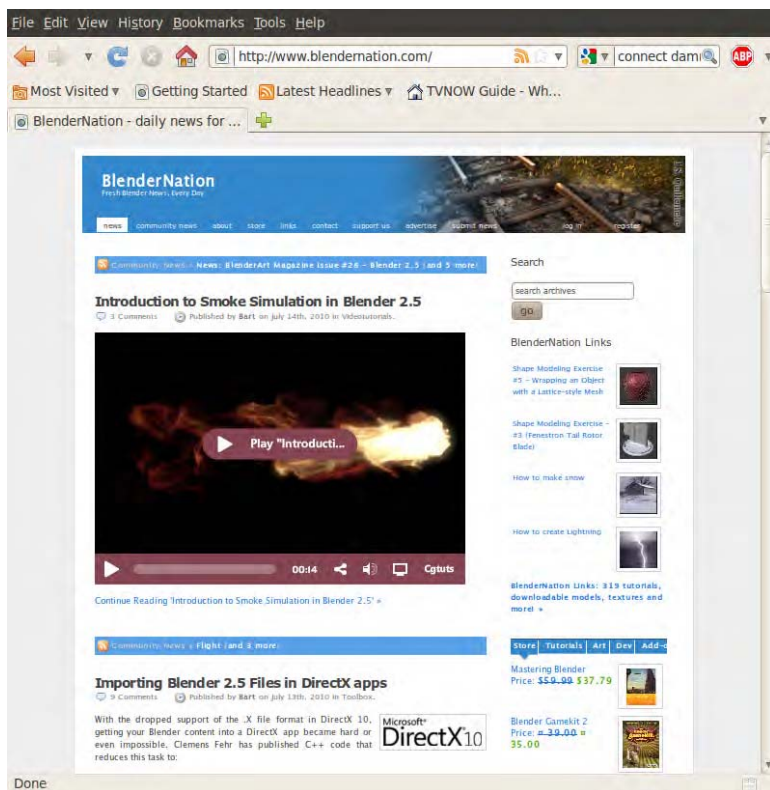 File Edit View History Bookmarks Tools Help
http://www.blendernation.com/ connect dam ABP
Most Visited Getting Started Latest Headlines TVNOW Guide - Wh...
BlenderNation - daily news for ...
BlenderNation
Fresh Blender News, Every Day
news community news about store links contact support us advertise submit news log in register
Community News » News: BlenderArt Magazine issue #26 – Blender 2.5 (and 5 more)
Search
search archives
go
Introduction to Smoke Simulation in Blender 2.5
3 Comments Published by Bart on July 14th, 2010 in Videotutorials.
Play "Introducti...
00:14 Cgtuts
Continue Reading 'Introduction to Smoke Simulation in Blender 2.5' »
BlenderNation Links
Shape Modeling Exercise
#5 – Wrapping an Object
with a Lattice-style Mesh
Shape Modeling Exercise –
#3 (Fenestron Tail Rotor
Blade)
How to make snow
How to create Lightning
BlenderNation Links: 319 tutorials,
downloadable models, textures and
more! »
Community News » Flight (and 3 more)
Importing Blender 2.5 Files in DirectX apps
9 Comments Published by Bart on July 13th, 2010 in Toolbox.
With the dropped support of the .X file format in DirectX 10,
getting your Blender content into a DirectX app became hard or
even impossible, Clemens Fehr has published C++ code that
reduces this task to:
Microsoft®
DirectX 10
Store Tutorials Art Dev Add-o
Mastering Blender
Price: $59.99 $37.79
Blender Gamekit 2
Price: ¤ 39.00 ¤
35.00
Done